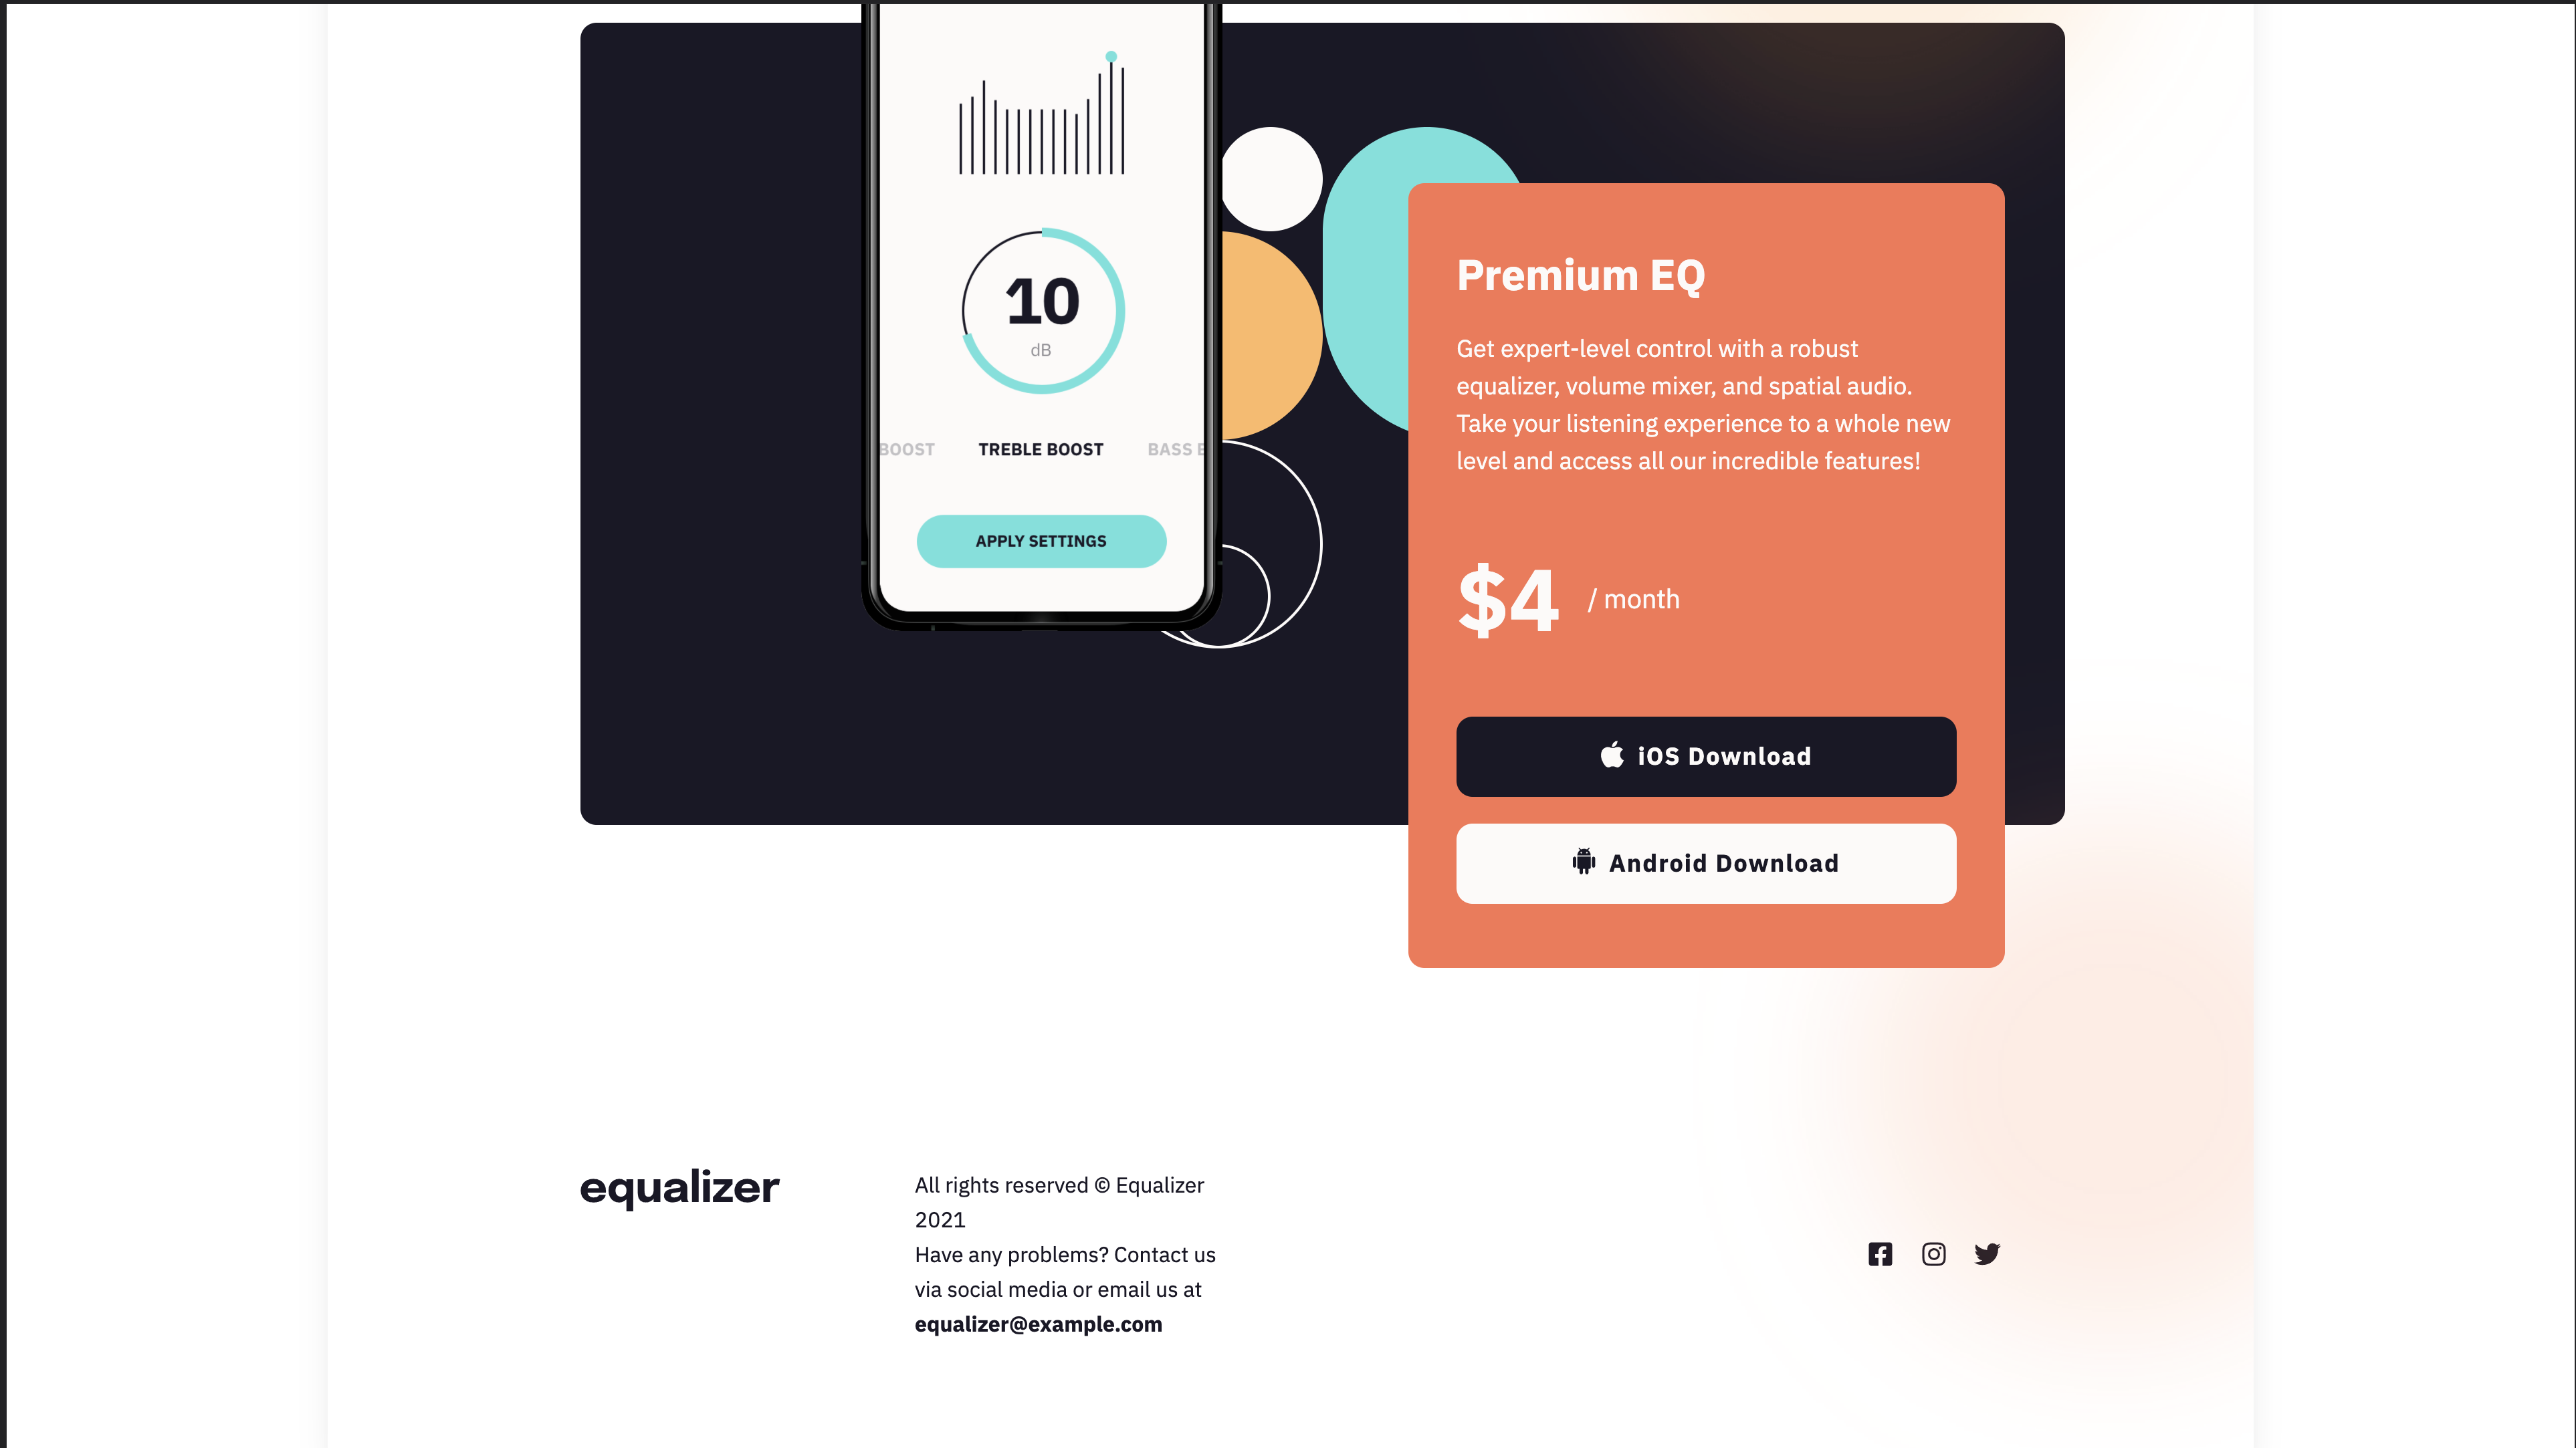 10
dB
BOOST
TREBLE BOOST
BASS
APPLY SETTINGS
Premium EQ
Get expert-level control with a robust
equalizer, volume mixer, and spatial audio.
Take your listening experience to a whole new
level and access all our incredible features!
$4 / month
iOS Download
Android Download
equalizer
All rights reserved © Equalizer
2021
Have any problems? Contact us
via social media or email us at
equalizer@example.com